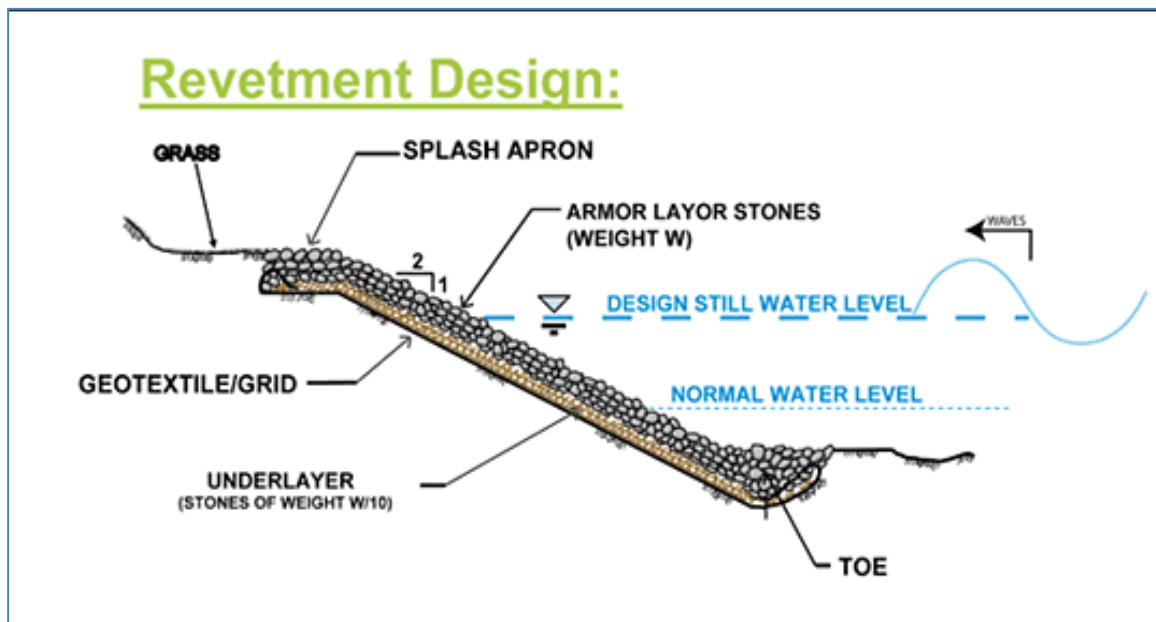 Revetment Design:
GRASS
SPLASH APRON
ARMOR LAYOR STONES
(WEIGHT W)
WAVES
2
1
DESIGN STILL WATER LEVEL
GEOTEXTILE/GRID
NORMAL WATER LEVEL
UNDERLAYER
(STONES OF WEIGHT W/10)
TOE